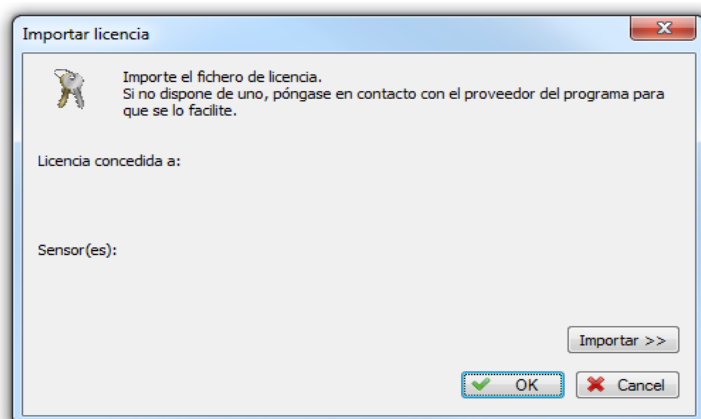 Importar licencia
Importe el fichero de licencia.
Si no dispone de uno, póngase en contacto con el proveedor del programa para
que se lo facilite.
Licencia concedida a:
Sensor(es):
Importar >>
OK
Cancel